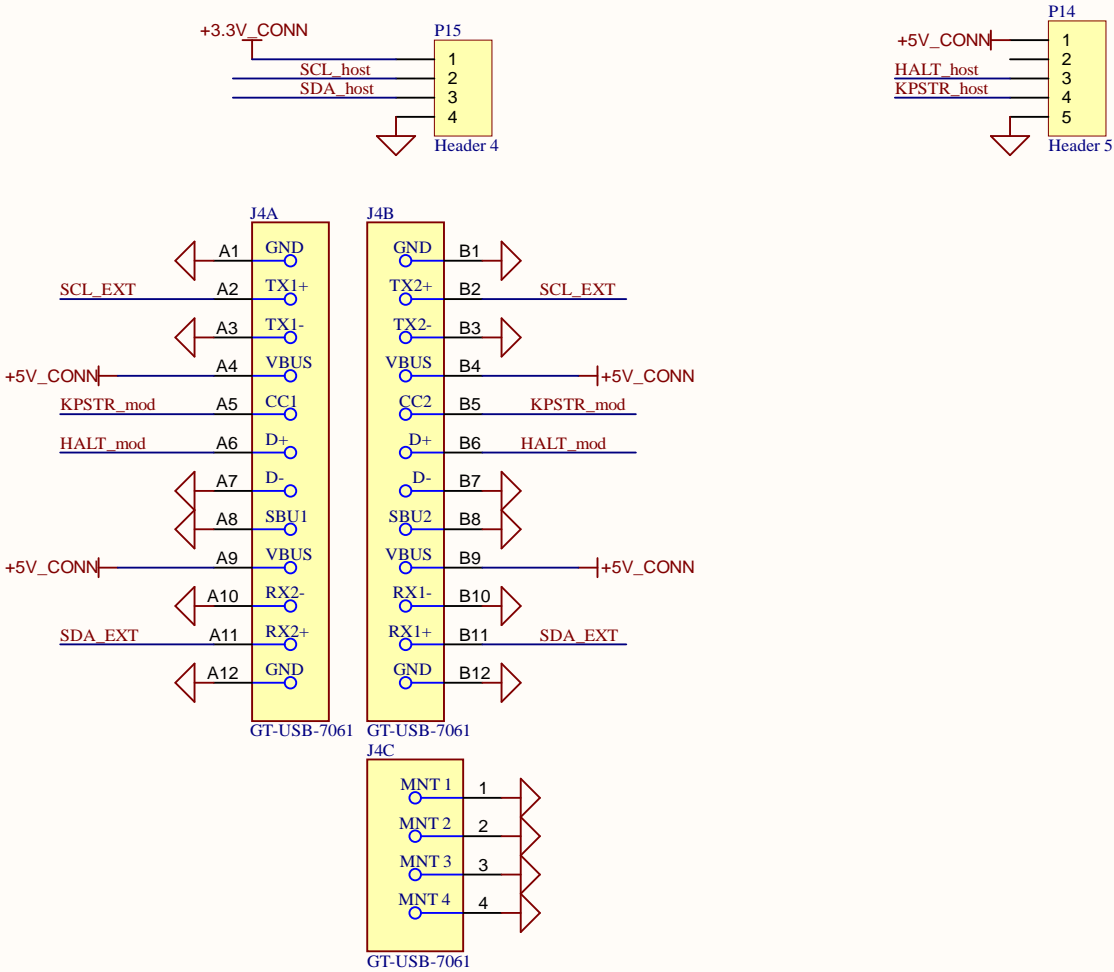 +3.3V_CONN
P15
1
SCL_host
2
SDA_host
3
4
Header 4
P14
+5V_CONN
1
2
HALT_host
3
KPSTR_host
4
5
Header 5
J4A
A1 GND
SCL_EXT A2 TX1+
A3 TX1-
+5V_CONN A4 VBUS
KPSTR_mod A5 CC1
HALT_mod A6 D+
A7 D-
A8 SBU1
+5V_CONN A9 VBUS
A10 RX2-
SDA_EXT A11 RX2+
A12 GND
GT-USB-7061
J4B
GND B1
TX2+ B2 SCL_EXT
TX2- B3
VBUS B4 +5V_CONN
CC2 B5 KPSTR_mod
D+ B6 HALT_mod
D- B7
SBU2 B8
VBUS B9 +5V_CONN
RX1- B10
RX1+ B11 SDA_EXT
GND B12
GT-USB-7061
J4C
MNT 1 1
MNT 2 2
MNT 3 3
MNT 4 4
GT-USB-7061